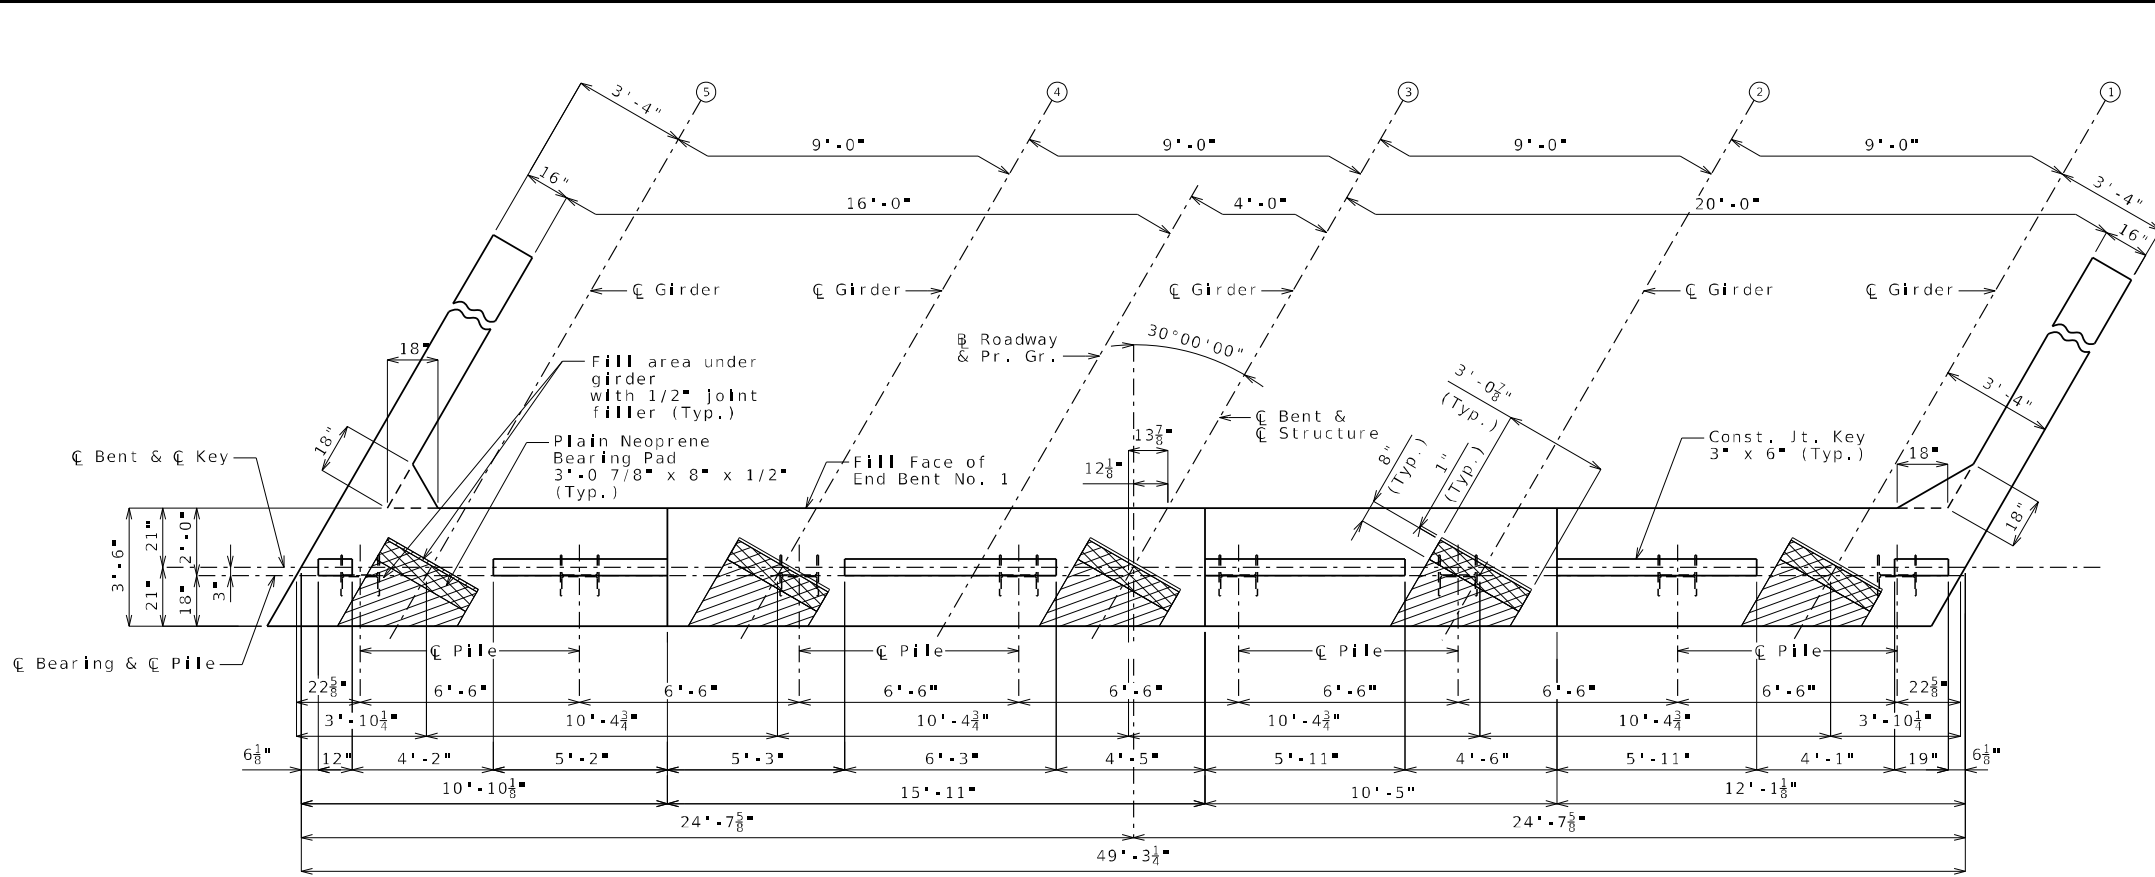 5
4
3
2
1
3'-4"
9'-0"
9'-0"
9'-0"
9'-0"
3'-4"
16"
16'-0"
4'-0"
20'-0"
16"
℄ Girder
℄ Girder
℄ Girder
℄ Girder
℄ Girder
30°00'00"
B̵L Roadway
& Pr. Gr.
18"
Fill area under
girder
with 1/2" joint
filler (Typ.)
3'-0⅞"
(Typ.)
3'-4"
℄ Bent &
℄ Structure
18"
Plain Neoprene
Bearing Pad
3'-0 7/8" x 8" x 1/2"
(Typ.)
13⅞"
12⅛"
8"
(Typ.)
1"
(Typ.)
Const. Jt. Key
3" x 6" (Typ.)
18"
℄ Bent & ℄ Key
Fill Face of
End Bent No. 1
18"
3'-6"
21"
21"
2'-0"
18"
3"
℄ Bearing & ℄ Pile
℄ Pile
℄ Pile
℄ Pile
℄ Pile
22⅝"
6'-6"
6'-6"
6'-6"
6'-6"
6'-6"
6'-6"
6'-6"
22⅝"
3'-10¼"
10'-4¾"
10'-4¾"
10'-4¾"
10'-4¾"
3'-10¼"
6⅛"
12"
4'-2"
5'-2"
5'-3"
6'-3"
4'-5"
5'-11"
4'-6"
5'-11"
4'-1"
19"
6⅛"
10'-10⅛"
15'-11"
10'-5"
12'-1⅛"
24'-7⅝"
24'-7⅝"
49'-3¼"